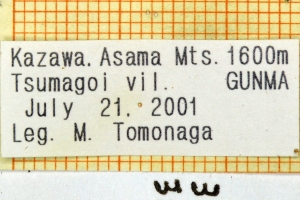 Kazawa. Asama Mts. 1600m
Tsumagoi vil. GUNMA
July 21. 2001
Leg. M. Tomonaga